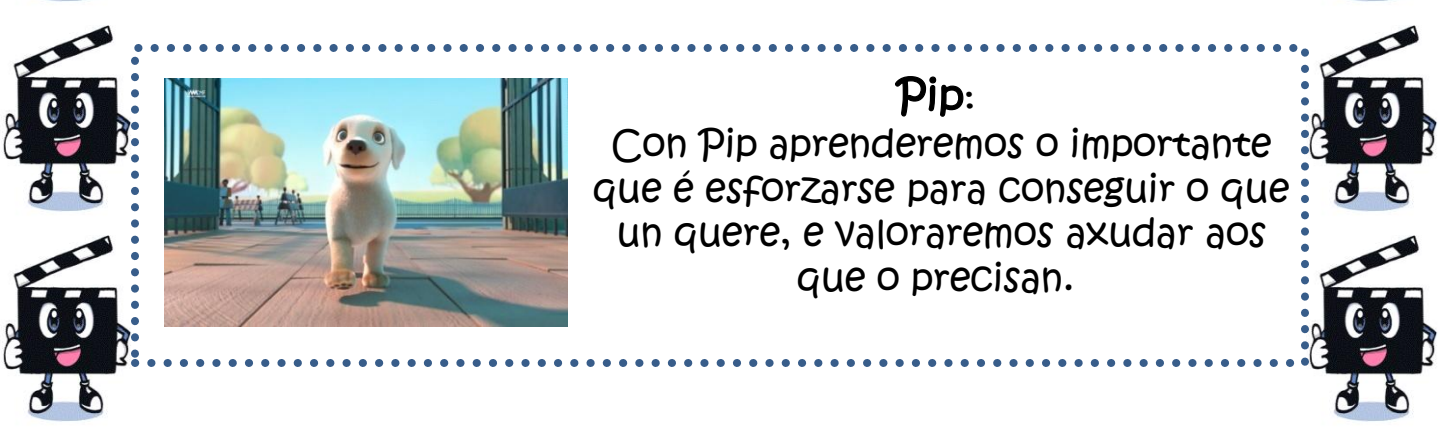 Pip:
Con Pip aprenderemos o importante
que é esforzarse para conseguir o que
un quere, e valoraremos axudar aos
que o precisan.